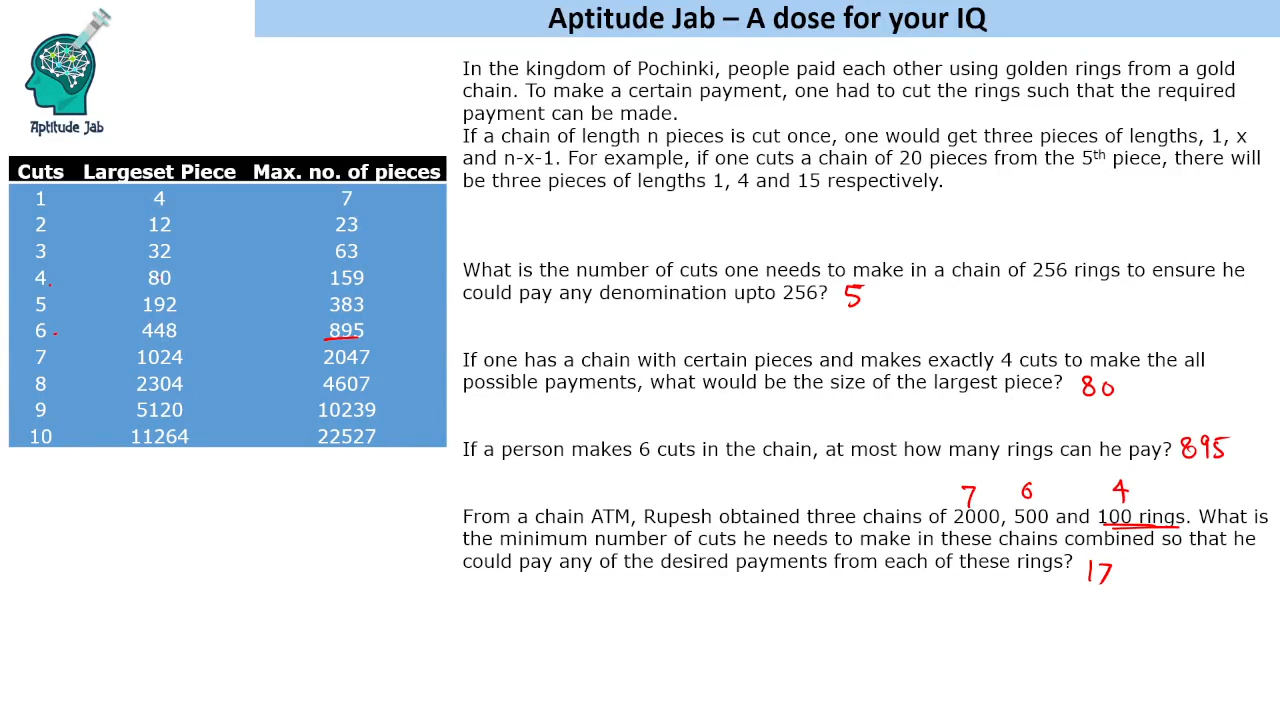 Aptitude Jab – A dose for your IQ
Aptitude Jab
In the kingdom of Pochinki, people paid each other using golden rings from a gold
chain. To make a certain payment, one had to cut the rings such that the required
payment can be made.
If a chain of length n pieces is cut once, one would get three pieces of lengths, 1, x
and n-x-1. For example, if one cuts a chain of 20 pieces from the 5th piece, there will
be three pieces of lengths 1, 4 and 15 respectively.
Cuts Largeset Piece Max. no. of pieces
1 4 7
2 12 23
3 32 63
4 80 159
5 192 383
6 448 895
7 1024 2047
8 2304 4607
9 5120 10239
10 11264 22527
What is the number of cuts one needs to make in a chain of 256 rings to ensure he
could pay any denomination upto 256? 5
If one has a chain with certain pieces and makes exactly 4 cuts to make the all
possible payments, what would be the size of the largest piece? 80
If a person makes 6 cuts in the chain, at most how many rings can he pay? 895
7 6 4
From a chain ATM, Rupesh obtained three chains of 2000, 500 and 100 rings. What is
the minimum number of cuts he needs to make in these chains combined so that he
could pay any of the desired payments from each of these rings? 17